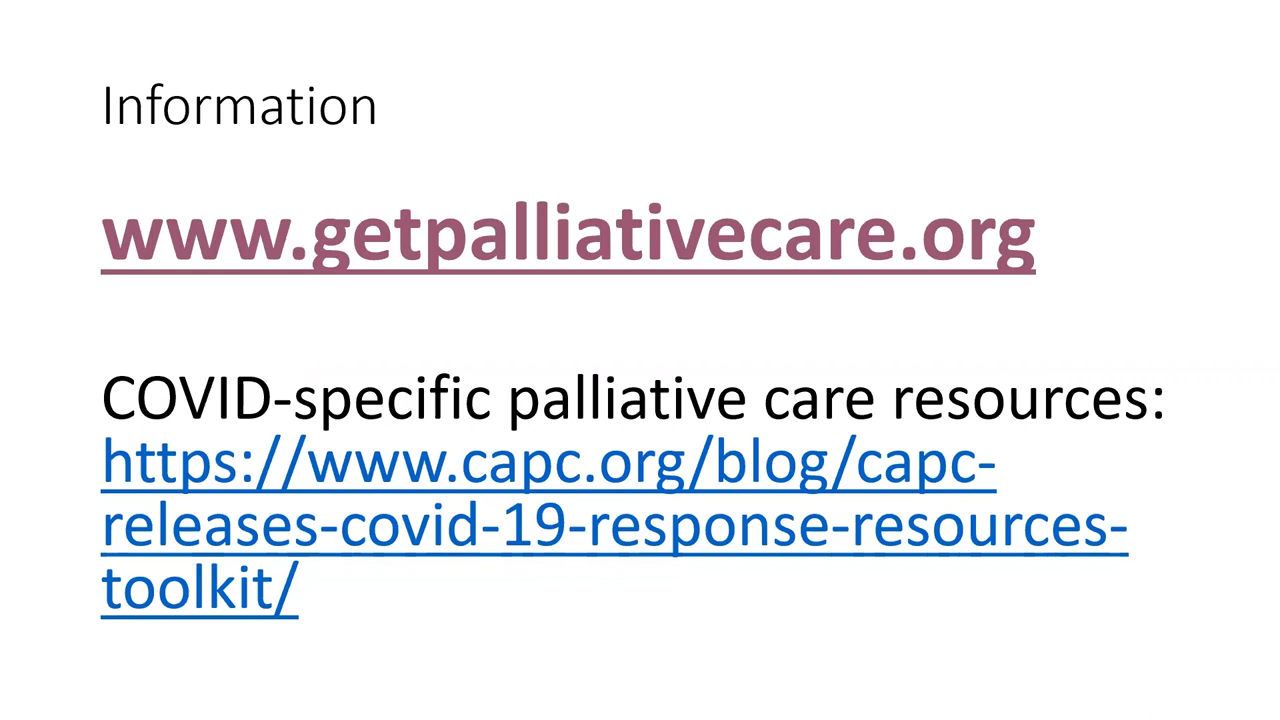 Information
www.getpalliativecare.org
COVID-specific palliative care resources:
https://www.capc.org/blog/capc-
releases-covid-19-response-resources-
toolkit/